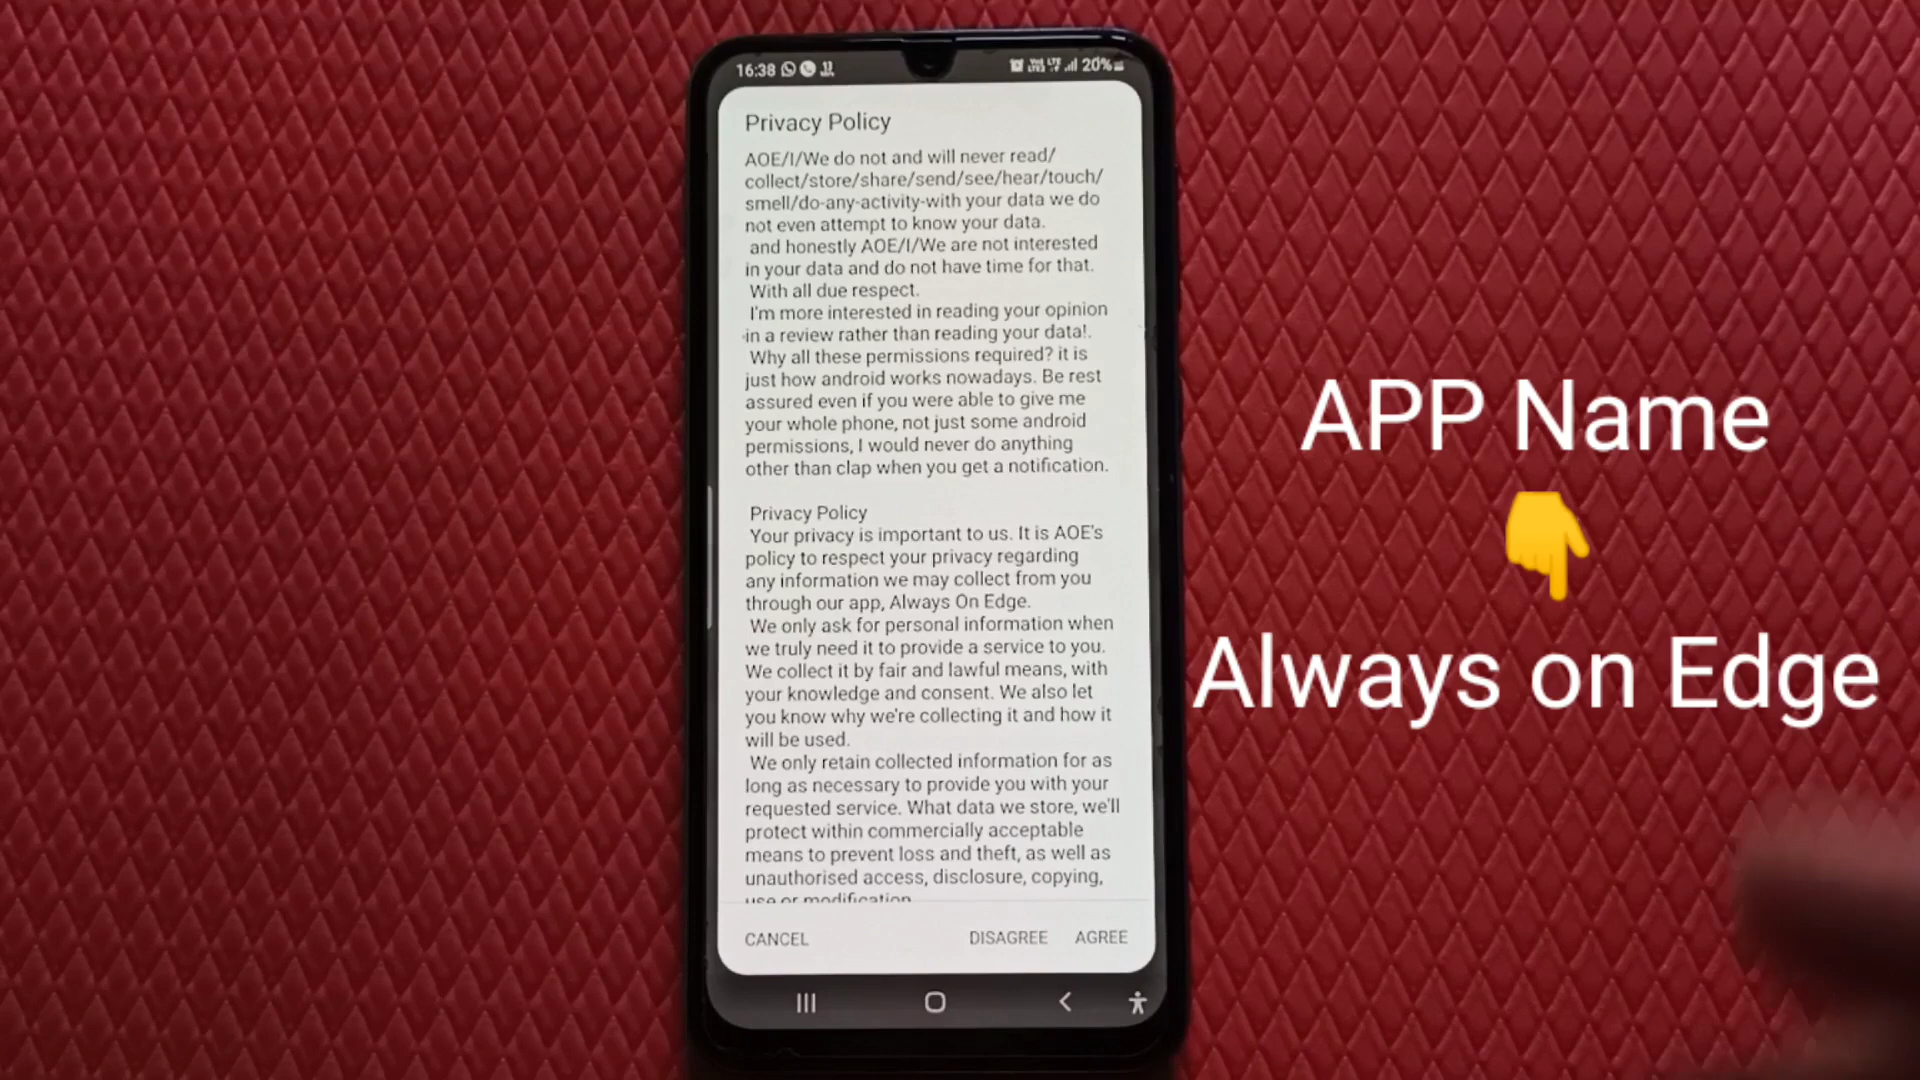 16:38
20%
Privacy Policy
AOE/I/We do not and will never read/
collect/store/share/send/see/hear/touch/
smell/do-any-activity-with your data we do
not even attempt to know your data.
and honestly AOE/I/We are not interested
in your data and do not have time for that.
With all due respect.
I'm more interested in reading your opinion
in a review rather than reading your data!.
Why all these permissions required? it is
just how android works nowadays. Be rest
assured even if you were able to give me
your whole phone, not just some android
permissions, I would never do anything
other than clap when you get a notification.
Privacy Policy
Your privacy is important to us. It is AOE's
policy to respect your privacy regarding
any information we may collect from you
through our app, Always On Edge.
We only ask for personal information when
we truly need it to provide a service to you.
We collect it by fair and lawful means, with
your knowledge and consent. We also let
you know why we're collecting it and how it
will be used.
We only retain collected information for as
long as necessary to provide you with your
requested service. What data we store, we'll
protect within commercially acceptable
means to prevent loss and theft, as well as
unauthorised access, disclosure, copying,
use or modification
CANCEL DISAGREE AGREE
APP Name
Always on Edge